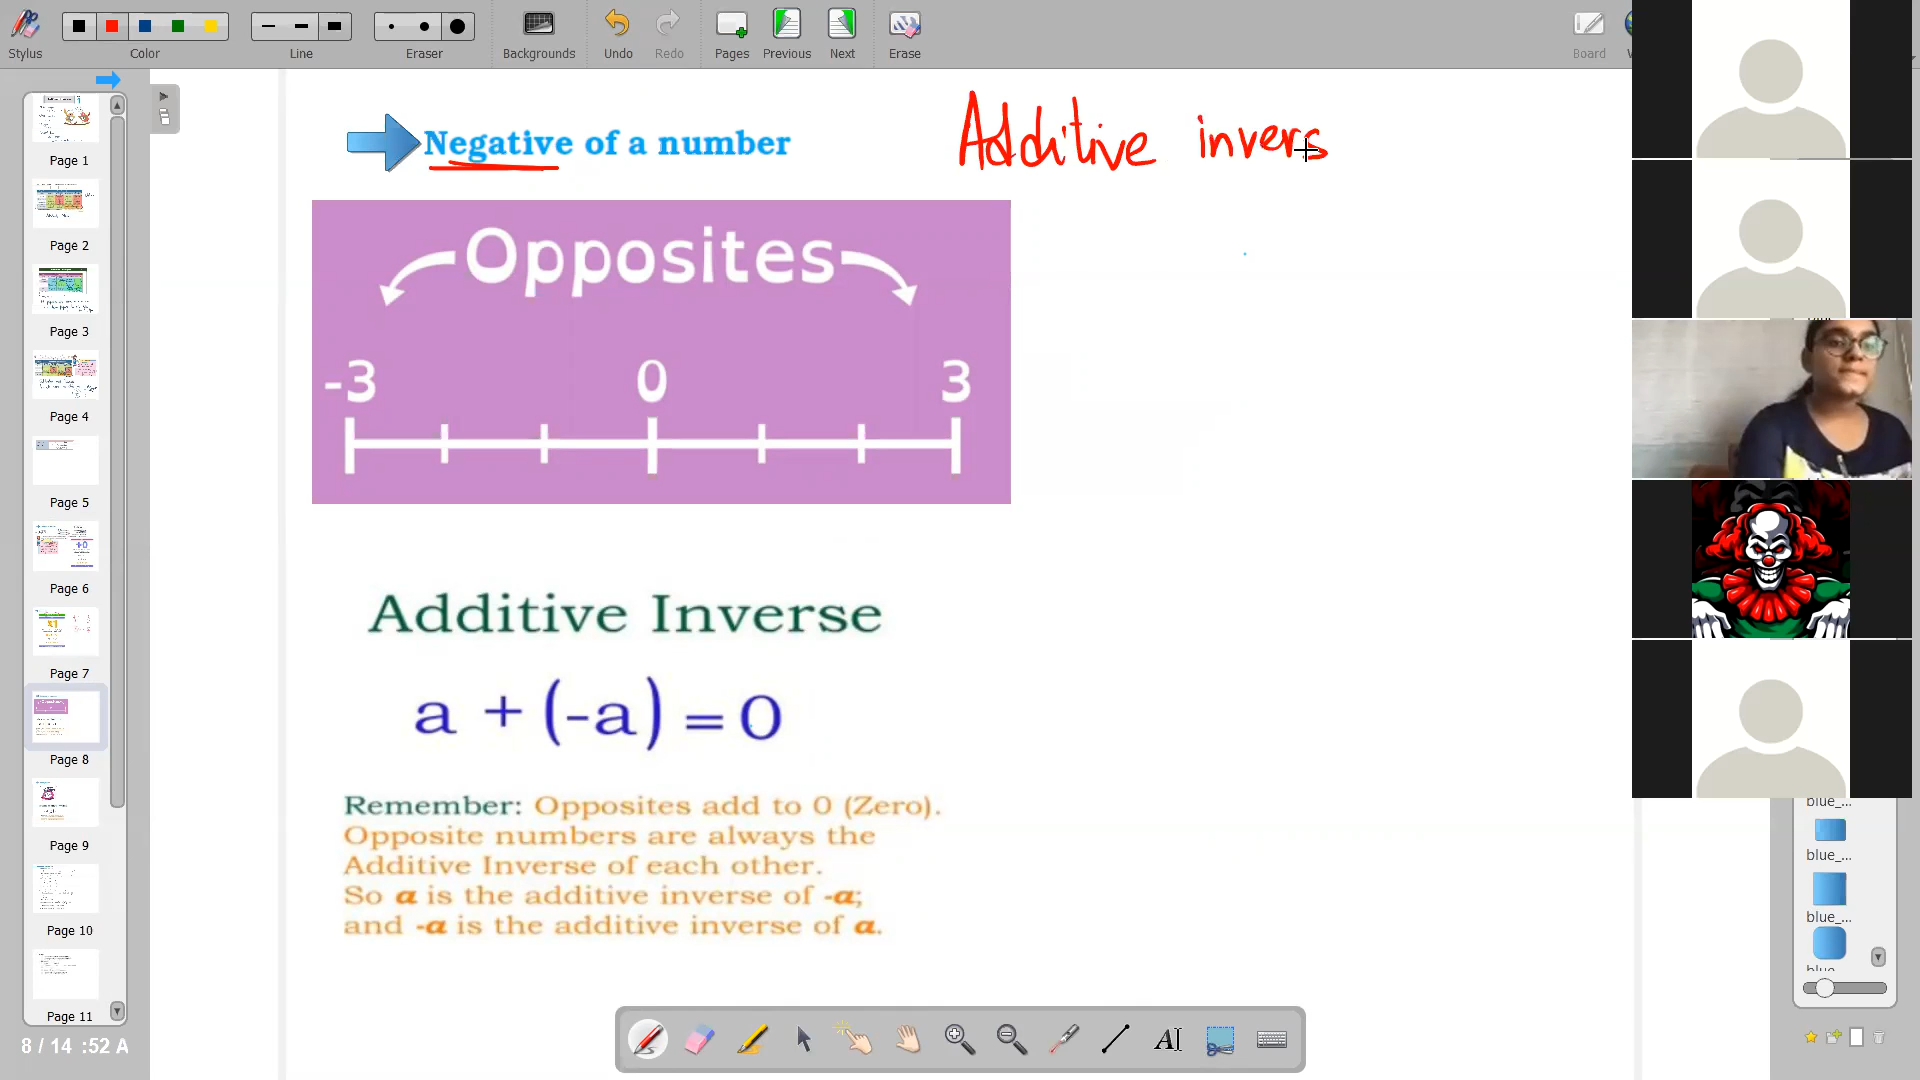 Stylus
Color
Line
Eraser
Backgrounds
Undo
Redo
Pages
Previous
Next
Erase
Board
Page 1
Page 2
Page 3
Page 4
Page 5
Page 6
Page 7
Page 8
Page 9
Page 10
Page 11
8 / 14 :52 A
Negative of a number
Additive invers
Opposites
-3 0 3
Additive Inverse
a + (-a) = 0
Remember: Opposites add to 0 (Zero).
Opposite numbers are always the
Additive Inverse of each other.
So a is the additive inverse of -a;
and -a is the additive inverse of a.
blue_...
blue_...
blue_...